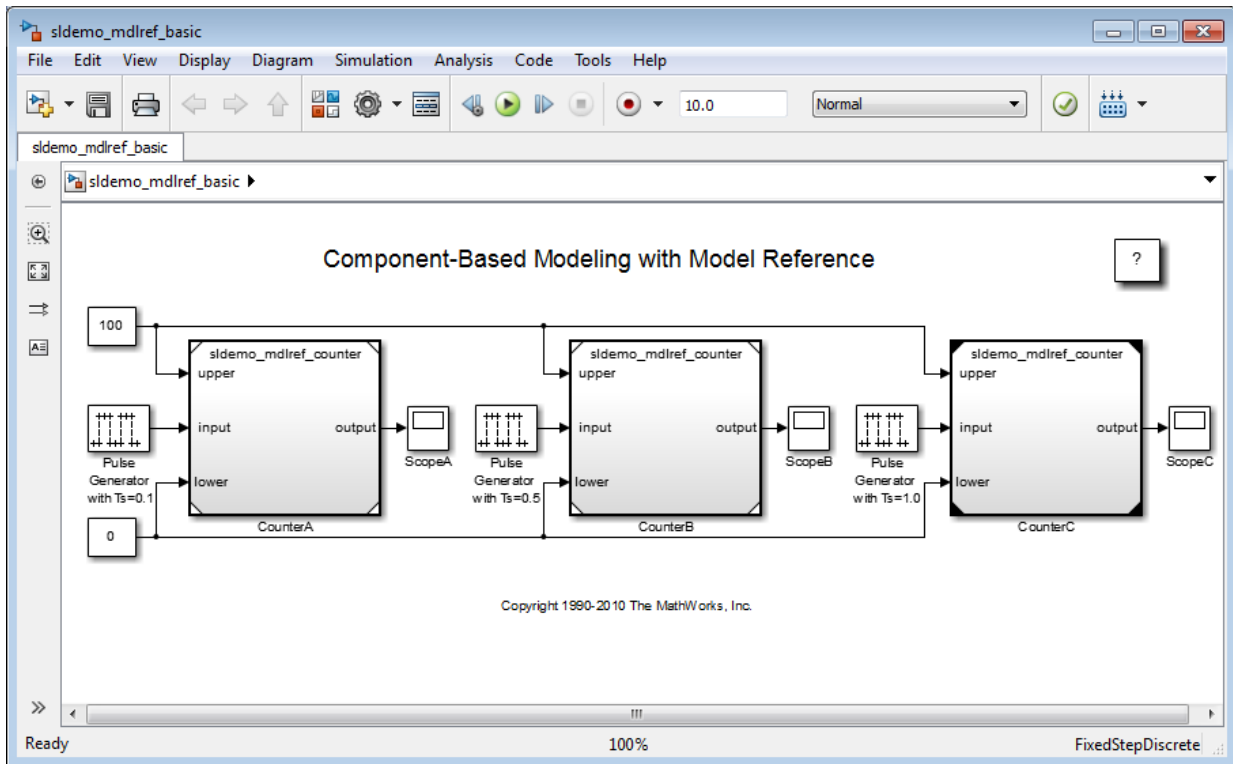 sldemo_mdlref_basic
File Edit View Display Diagram Simulation Analysis Code Tools Help
10.0 Normal
sldemo_mdlref_basic
sldemo_mdlref_basic
Component-Based Modeling with Model Reference
?
100
sldemo_mdlref_counter
upper
input
output
lower
CounterA
Pulse
Generator
with Ts=0.1
ScopeA
0
sldemo_mdlref_counter
upper
input
output
lower
CounterB
Pulse
Generator
with Ts=0.5
ScopeB
sldemo_mdlref_counter
upper
input
output
lower
CounterC
Pulse
Generator
with Ts=1.0
ScopeC
Copyright 1990-2010 The MathWorks, Inc.
Ready 100% FixedStepDiscrete